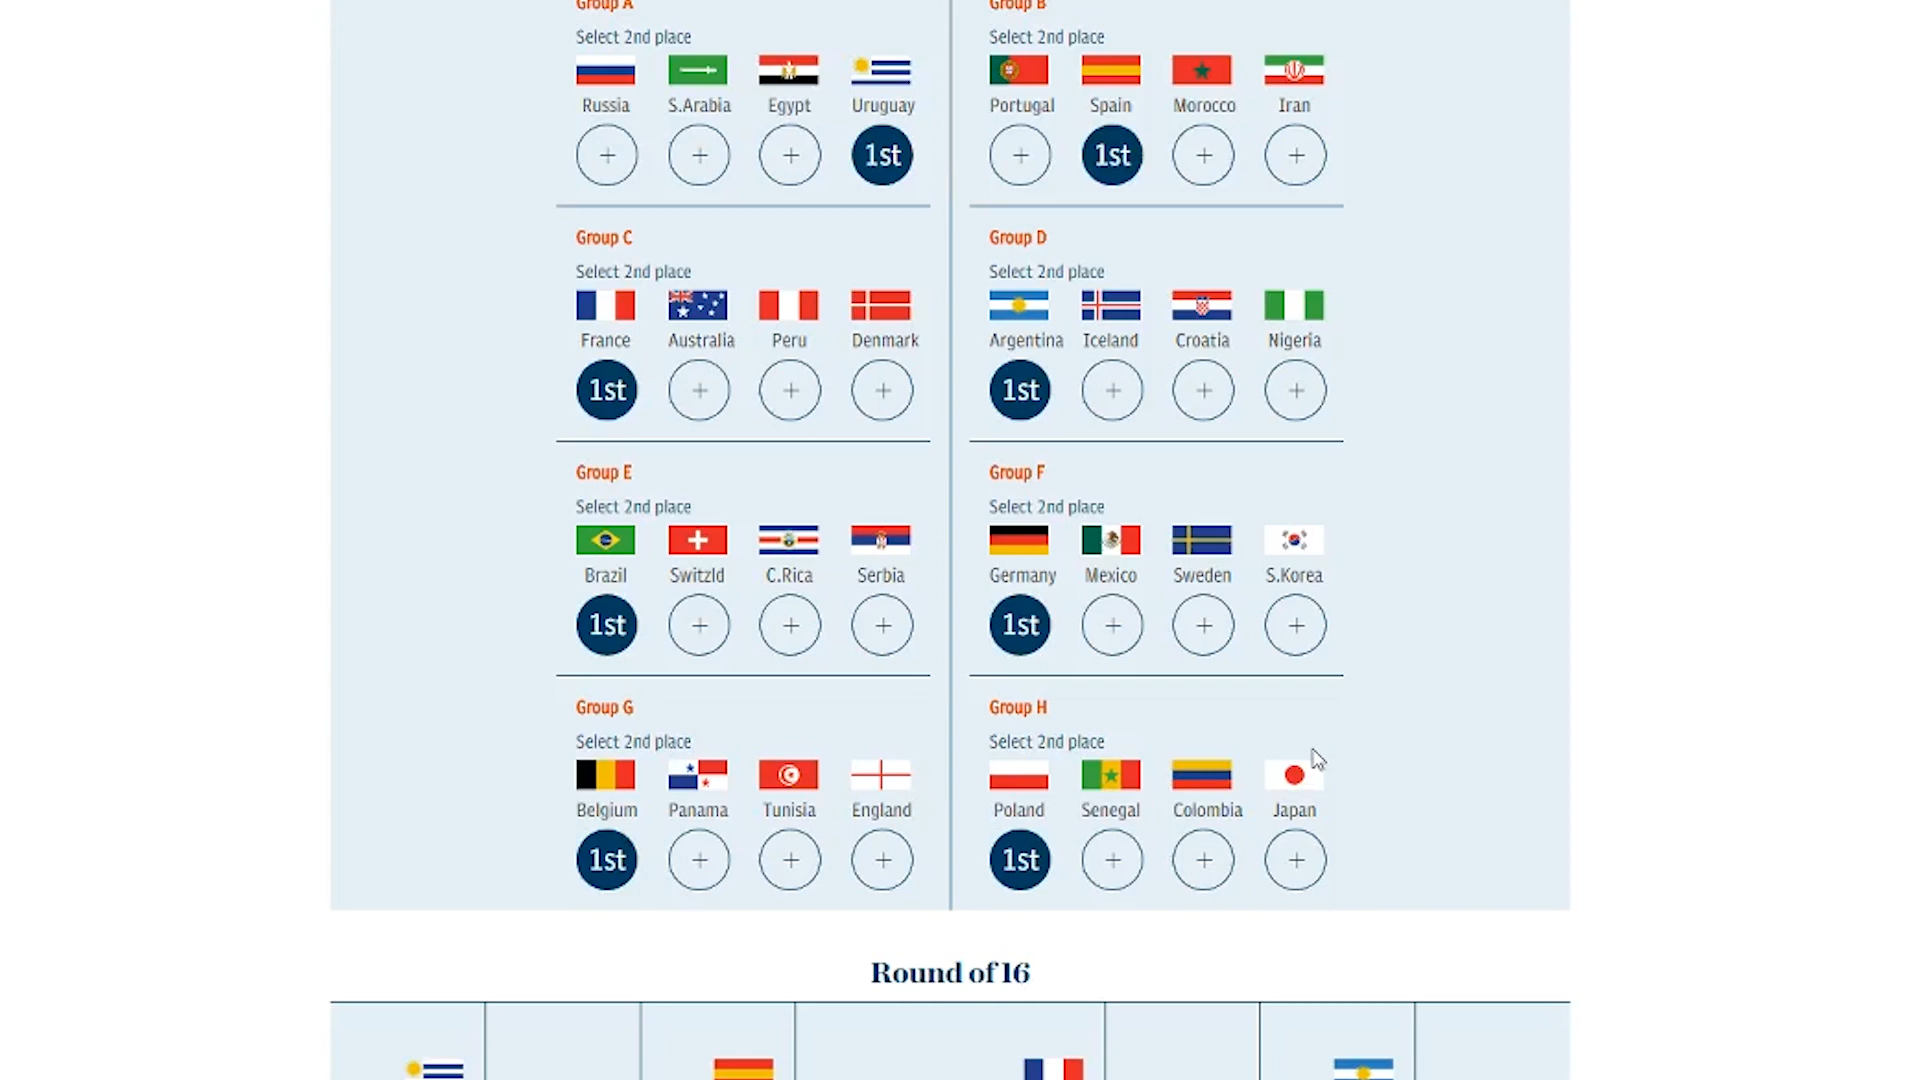 Group A
Select 2nd place
Russia S.Arabia Egypt Uruguay
+ + + 1st
Group B
Select 2nd place
Portugal Spain Morocco Iran
+ 1st + +
Group C
Select 2nd place
France Australia Peru Denmark
1st + + +
Group D
Select 2nd place
Argentina Iceland Croatia Nigeria
1st + + +
Group E
Select 2nd place
Brazil Switzld C.Rica Serbia
1st + + +
Group F
Select 2nd place
Germany Mexico Sweden S.Korea
1st + + +
Group G
Select 2nd place
Belgium Panama Tunisia England
1st + + +
Group H
Select 2nd place
Poland Senegal Colombia Japan
1st + + +
Round of 16